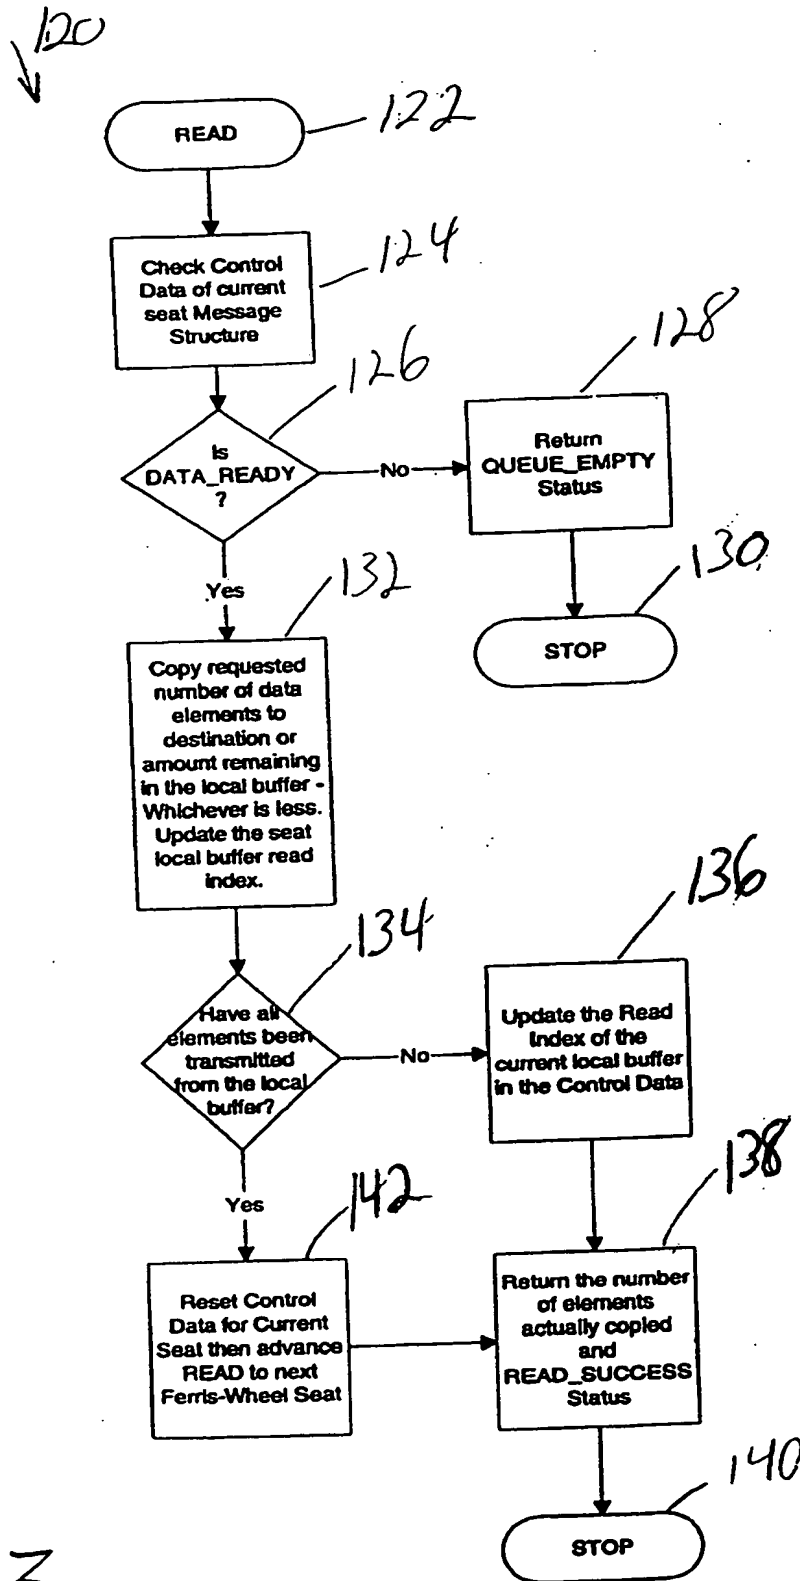 120
READ
122
Check Control
Data of current
seat Message
Structure
124
126
Is
DATA_READY
?
No
128
Return
QUEUE_EMPTY
Status
130
STOP
Yes
132
Copy requested
number of data
elements to
destination or
amount remaining
in the local buffer -
Whichever is less.
Update the seat
local buffer read
index.
134
Have all
elements been
transmitted
from the local
buffer?
No
136
Update the Read
Index of the
current local buffer
in the Control Data
Yes
142
Reset Control
Data for Current
Seat then advance
READ to next
Ferris-Wheel Seat
138
Return the number
of elements
actually copied
and
READ_SUCCESS
Status
140
STOP